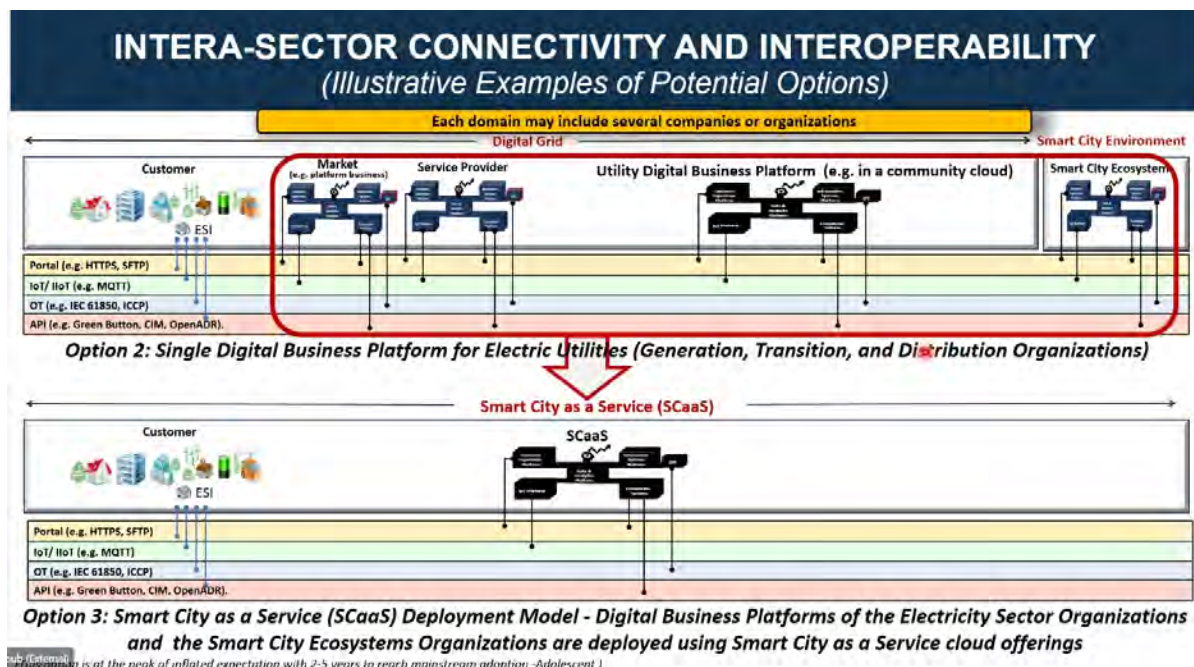 INTERA-SECTOR CONNECTIVITY AND INTEROPERABILITY
(Illustrative Examples of Potential Options)
Each domain may include several companies or organizations
Digital Grid
Smart City Environment
Customer
Market
(e.g. platform business)
Service Provider
Utility Digital Business Platform (e.g. in a community cloud)
Smart City Ecosystem
ESI
Portal (e.g. HTTPS, SFTP)
IoT/ IIoT (e.g. MQTT)
OT (e.g. IEC 61850, ICCP)
API (e.g. Green Button, CIM, OpenADR).
Option 2: Single Digital Business Platform for Electric Utilities (Generation, Transition, and Distribution Organizations)
Smart City as a Service (SCaaS)
Customer
SCaaS
ESI
Portal (e.g. HTTPS, SFTP)
IoT/ IIoT (e.g. MQTT)
OT (e.g. IEC 61850, ICCP)
API (e.g. Green Button, CIM, OpenADR).
Option 3: Smart City as a Service (SCaaS) Deployment Model - Digital Business Platforms of the Electricity Sector Organizations
and the Smart City Ecosystems Organizations are deployed using Smart City as a Service cloud offerings
is at the peak of inflated expectation with 2-5 years to reach mainstream adoption -Adolescent )
(External)